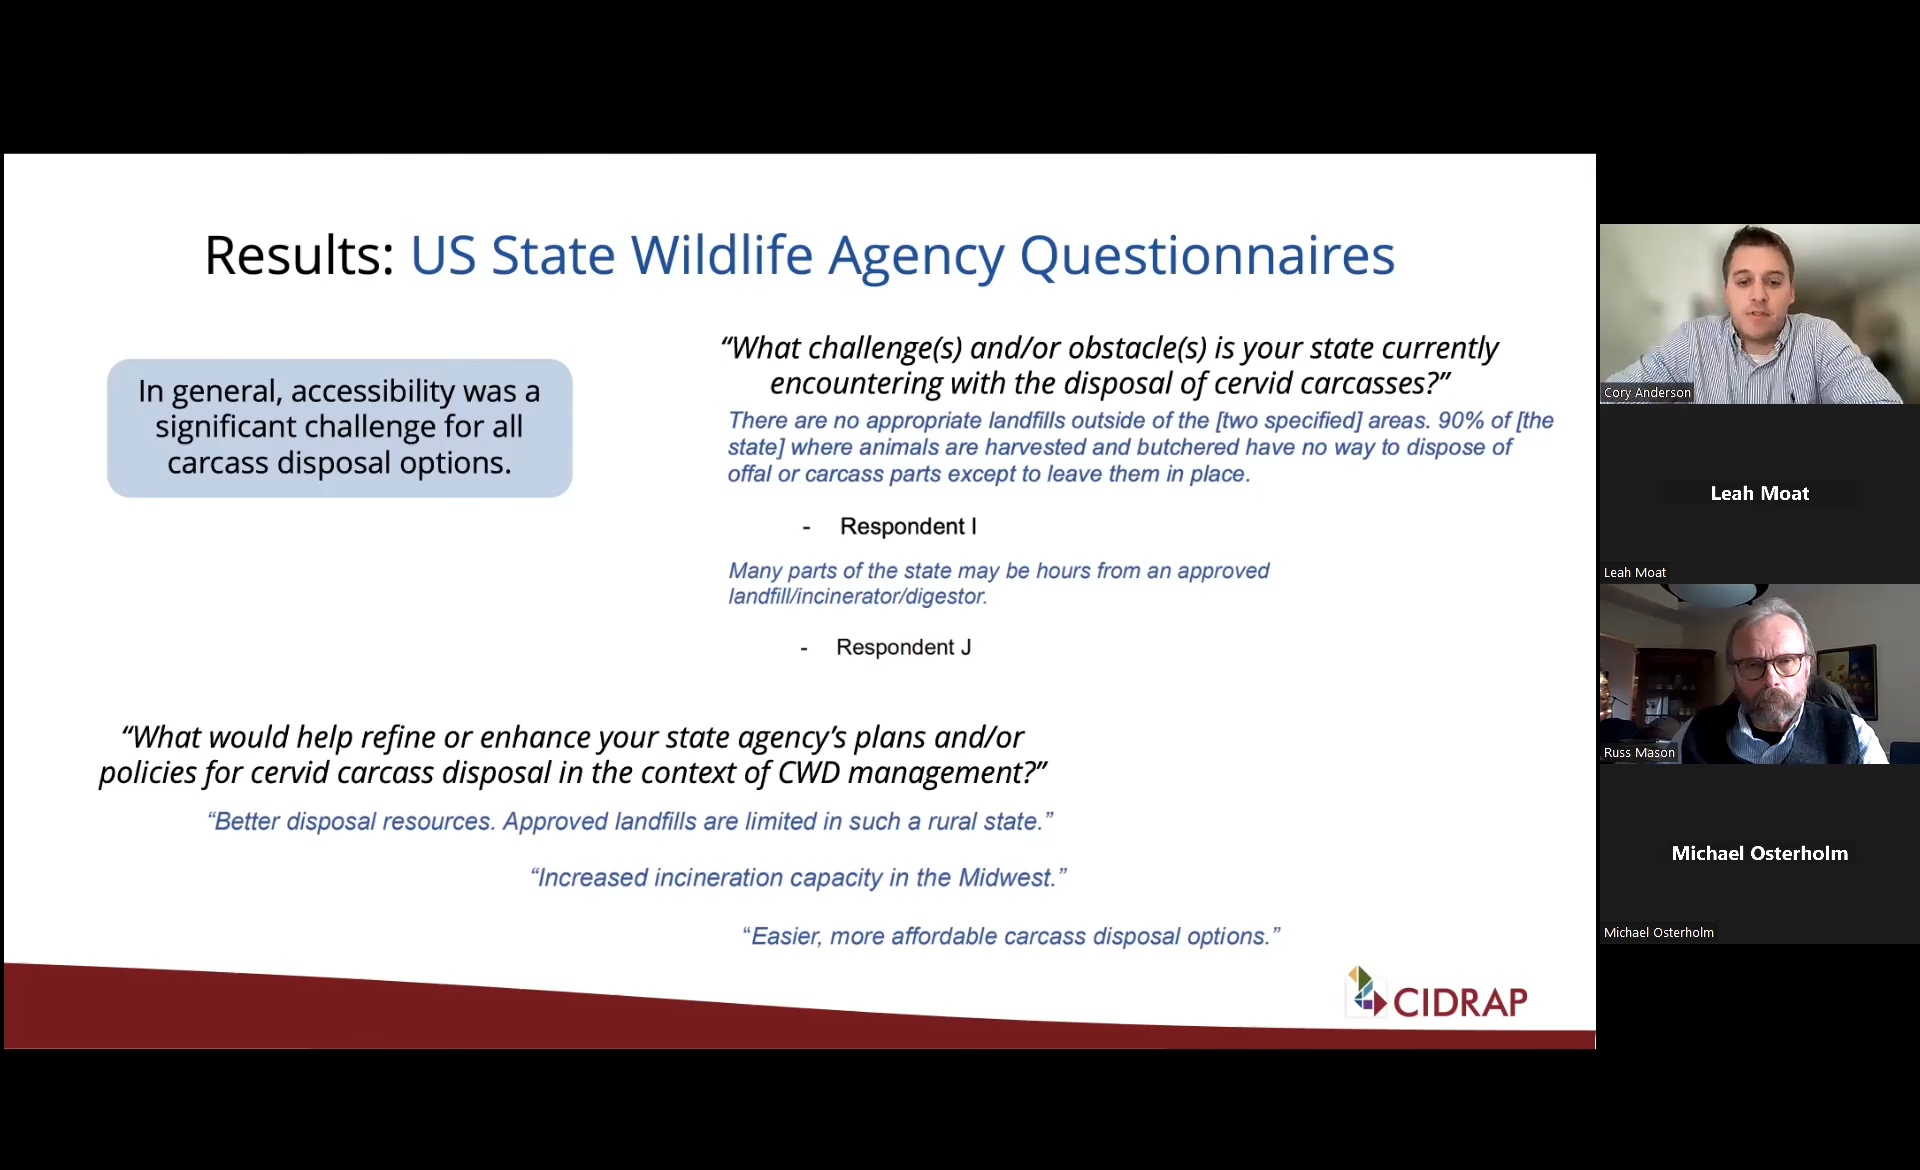 Results: US State Wildlife Agency Questionnaires
In general, accessibility was a
significant challenge for all
carcass disposal options.
“What challenge(s) and/or obstacle(s) is your state currently
encountering with the disposal of cervid carcasses?”
There are no appropriate landfills outside of the [two specified] areas. 90% of [the
state] where animals are harvested and butchered have no way to dispose of
offal or carcass parts except to leave them in place.
- Respondent I
Many parts of the state may be hours from an approved
landfill/incinerator/digestor.
- Respondent J
“What would help refine or enhance your state agency’s plans and/or
policies for cervid carcass disposal in the context of CWD management?”
“Better disposal resources. Approved landfills are limited in such a rural state.”
“Increased incineration capacity in the Midwest.”
“Easier, more affordable carcass disposal options.”
CIDRAP
Cory Anderson
Leah Moat
Leah Moat
Russ Mason
Michael Osterholm
Michael Osterholm